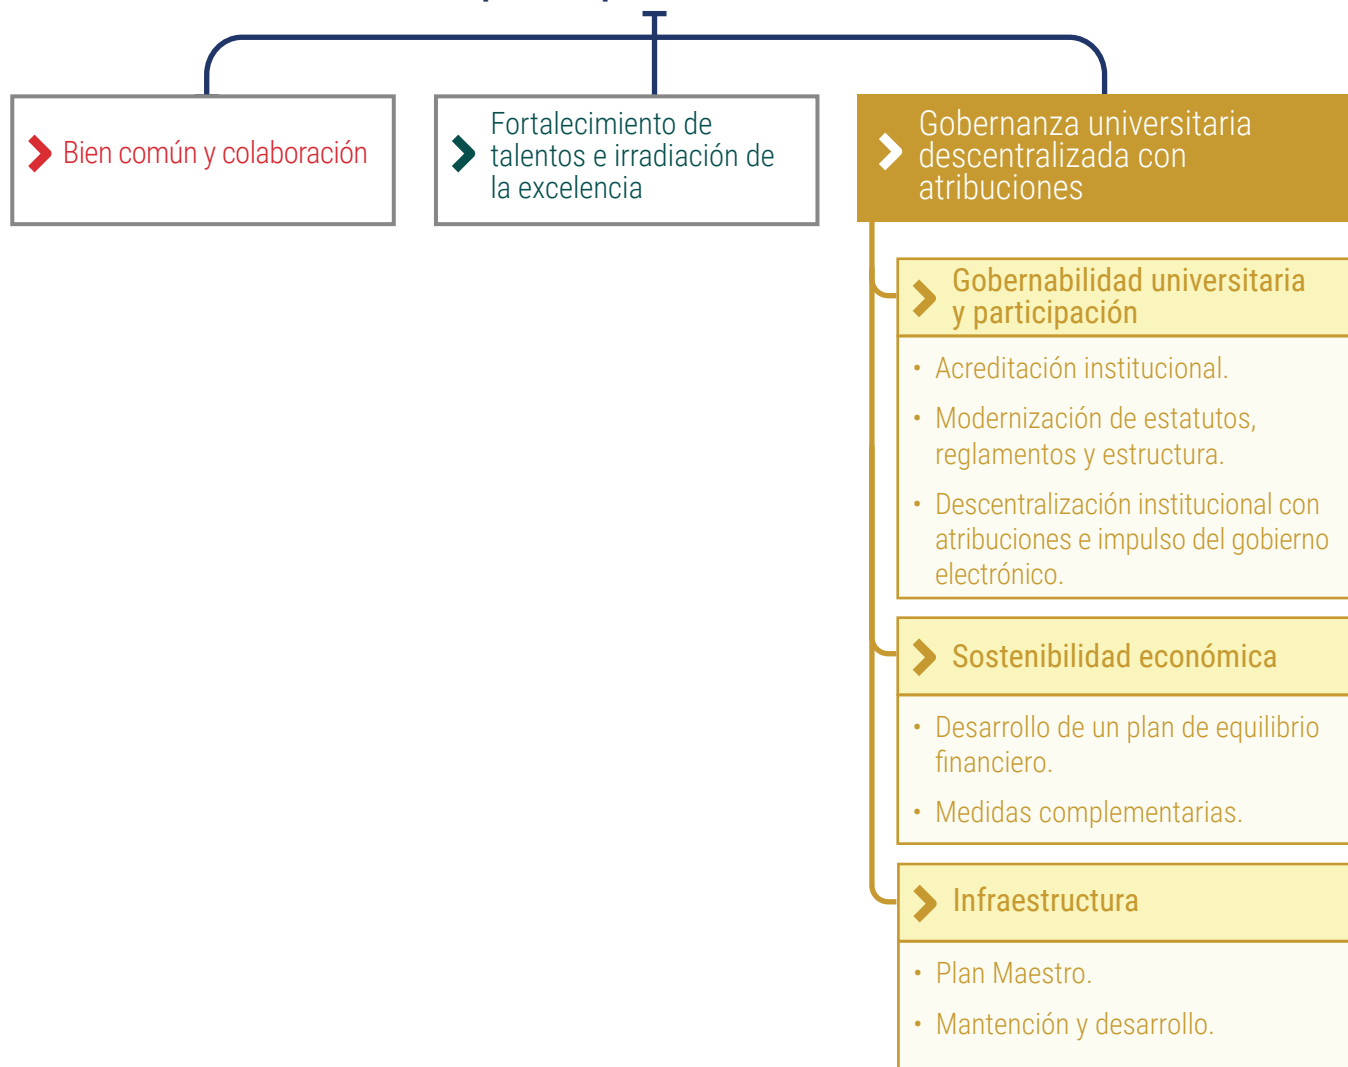 Bien común y colaboración
Fortalecimiento de
talentos e irradiación de
la excelencia
Gobernanza universitaria
descentralizada con
atribuciones
Gobernabilidad universitaria
y participación
• Acreditación institucional.
• Modernización de estatutos,
reglamentos y estructura.
• Descentralización institucional con
atribuciones e impulso del gobierno
electrónico.
Sostenibilidad económica
• Desarrollo de un plan de equilibrio
financiero.
• Medidas complementarias.
Infraestructura
• Plan Maestro.
• Mantención y desarrollo.